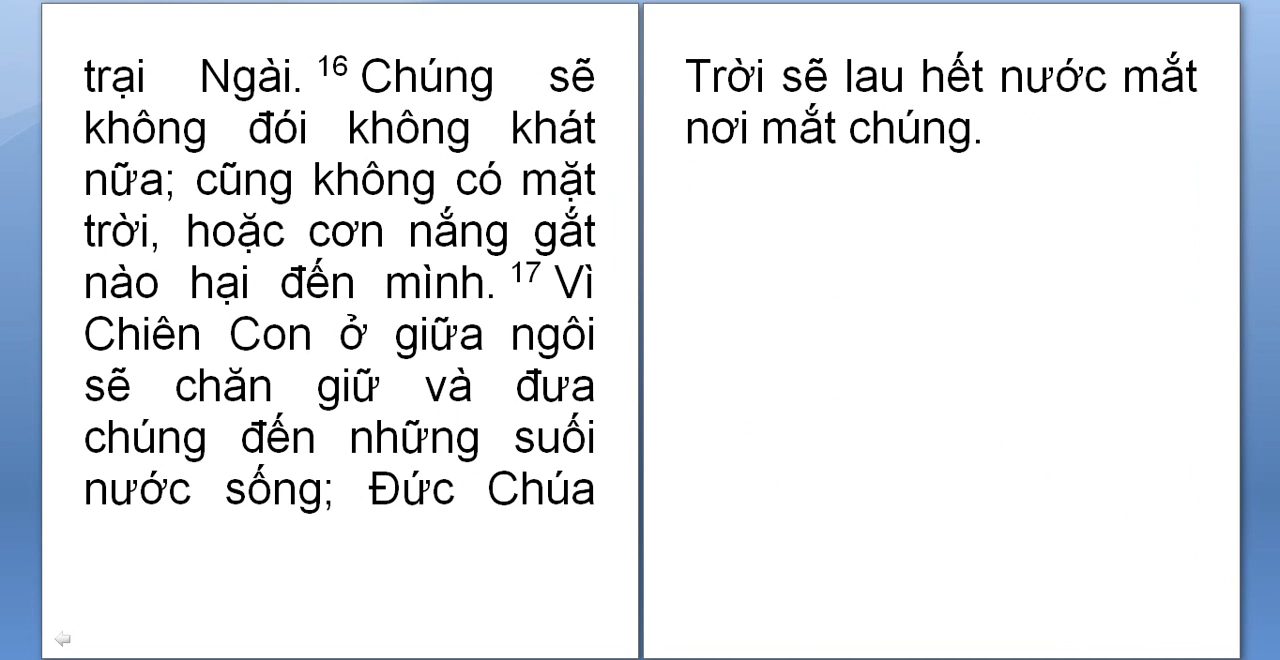 trại Ngài. 16 Chúng sẽ
không đói không khát
nữa; cũng không có mặt
trời, hoặc cơn nắng gắt
nào hại đến mình. 17 Vì
Chiên Con ở giữa ngôi
sẽ chăn giữ và đưa
chúng đến những suối
nước sống; Đức Chúa
Trời sẽ lau hết nước mắt
nơi mắt chúng.